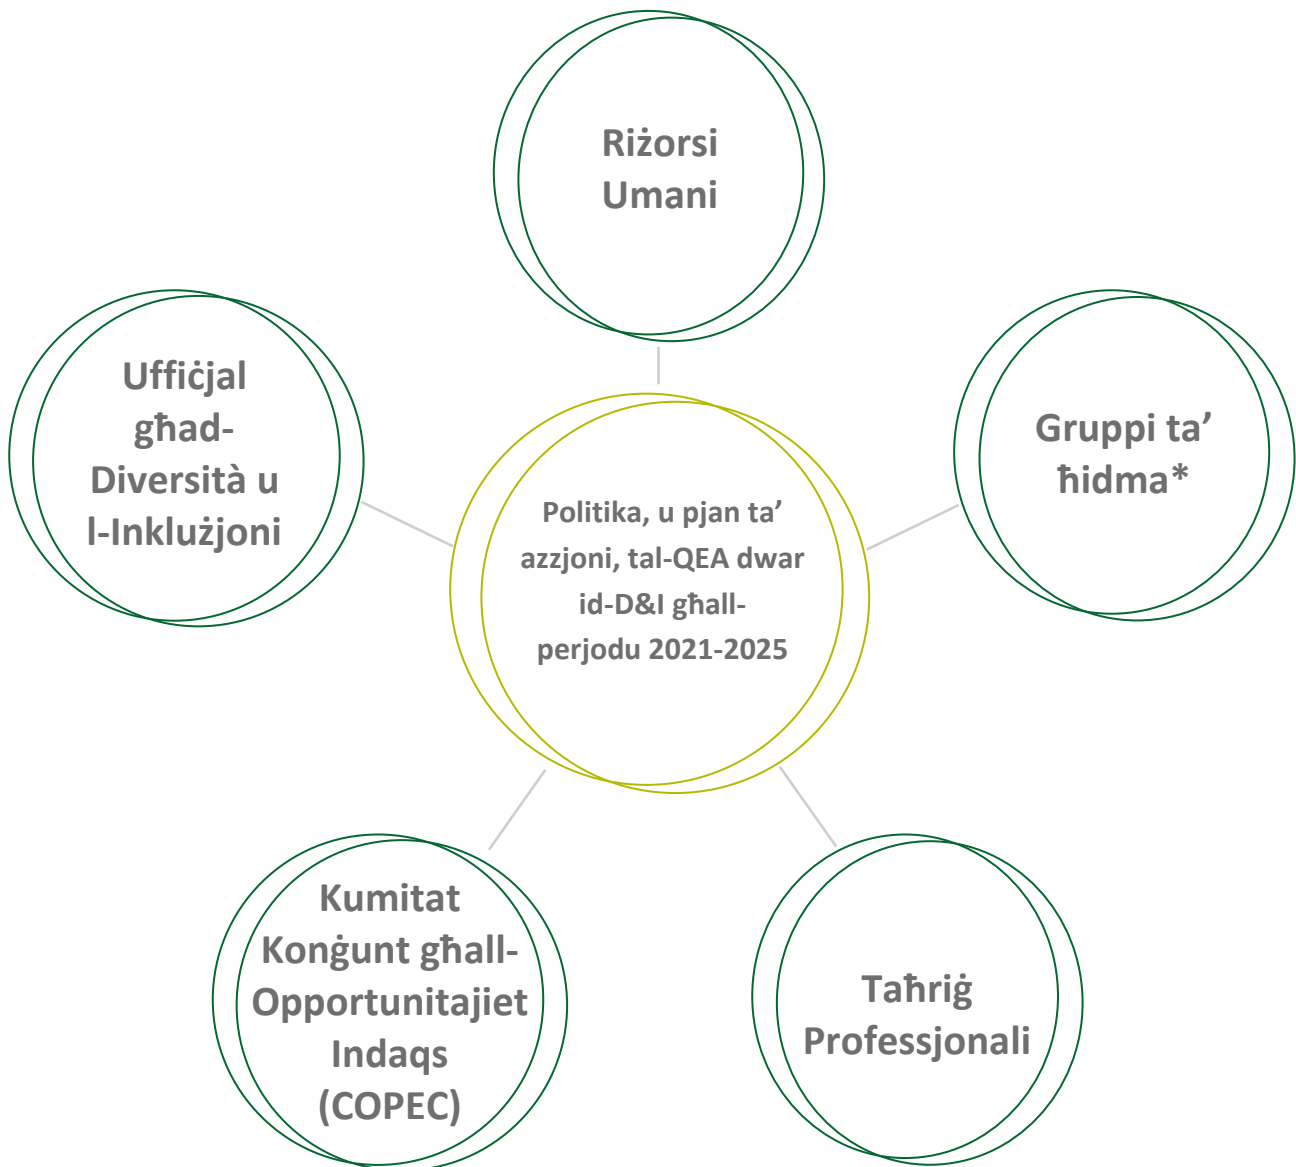 Riżorsi
Umani
Uffiċjal
għad-
Diversità u
l-Inklużjoni
Gruppi ta’
ħidma*
Politika, u pjan ta’
azzjoni, tal-QEA dwar
id-D&I għall-
perjodu 2021-2025
Kumitat
Konġunt għall-
Opportunitajiet
Indaqs
(COPEC)
Taħriġ
Professjonali